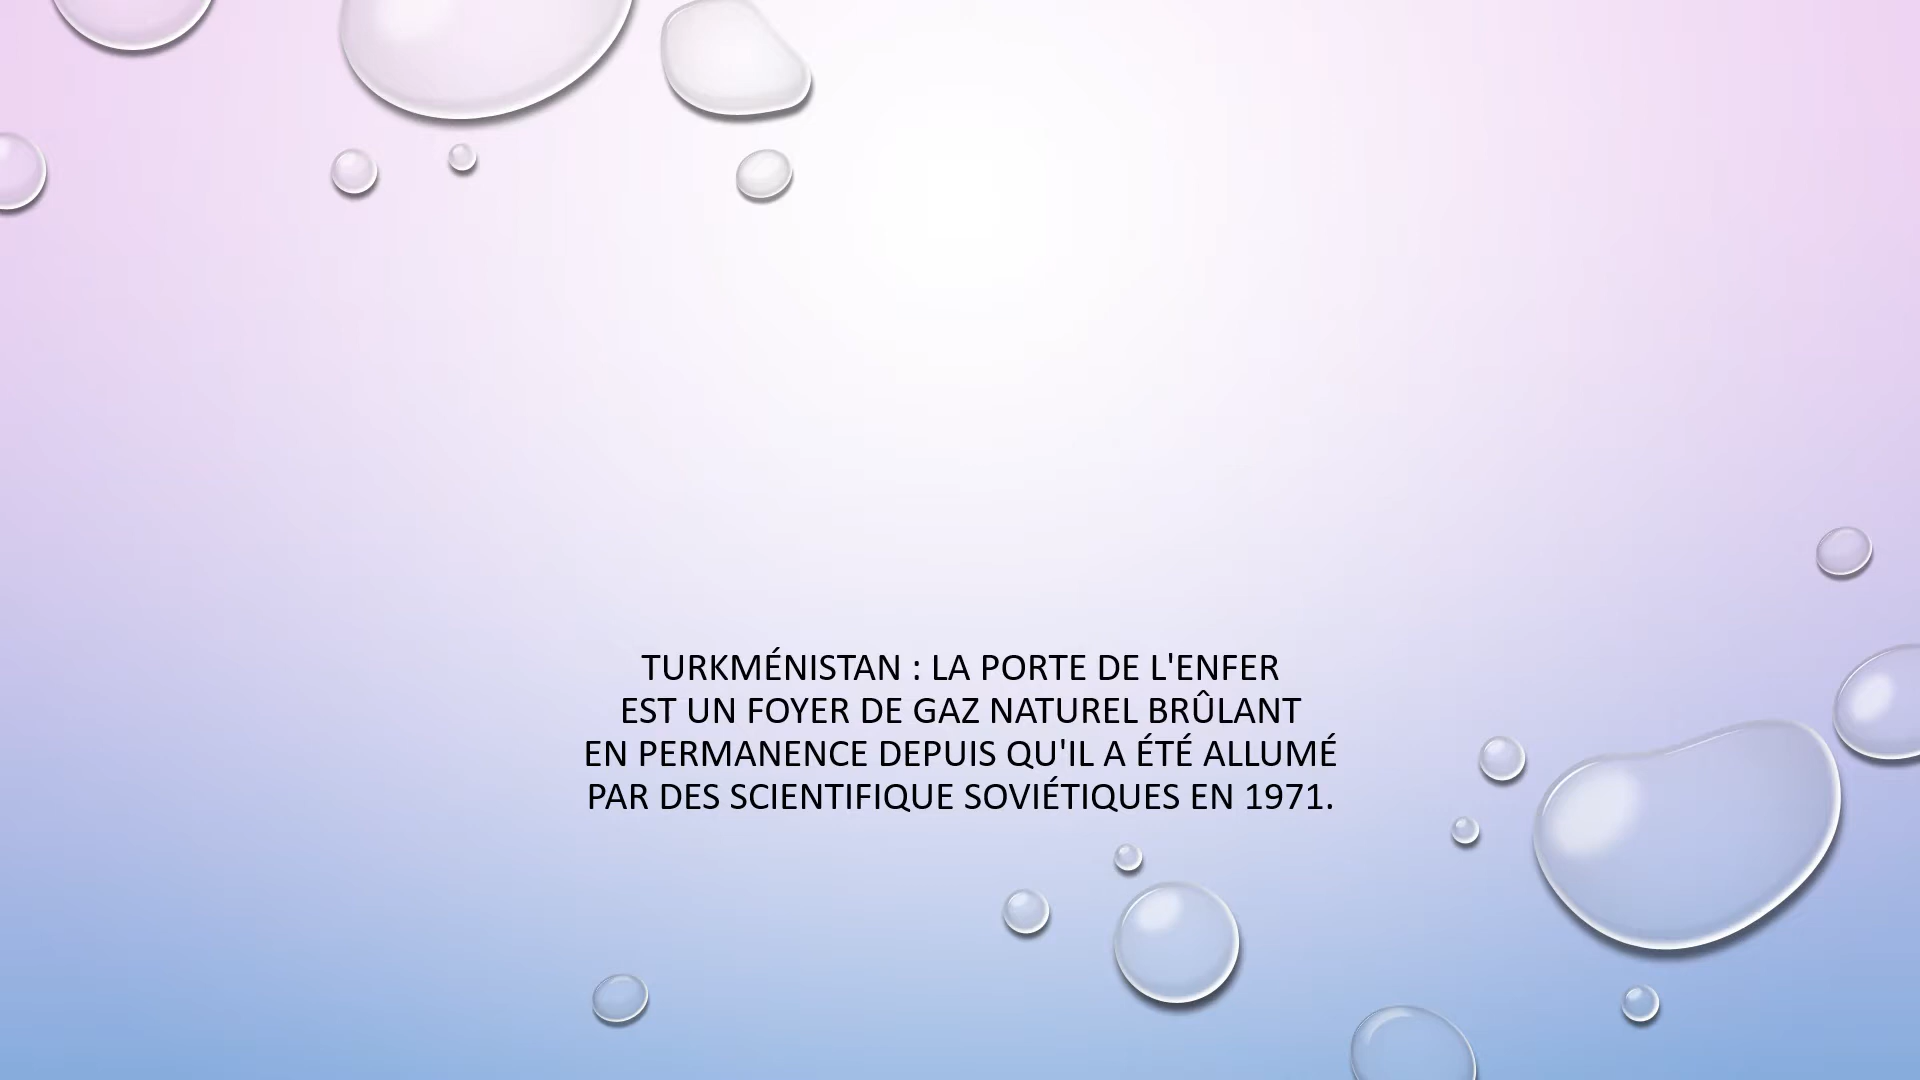 TURKMÉNISTAN : LA PORTE DE L'ENFER
EST UN FOYER DE GAZ NATUREL BRÛLANT
EN PERMANENCE DEPUIS QU'IL A ÉTÉ ALLUMÉ
PAR DES SCIENTIFIQUE SOVIÉTIQUES EN 1971.